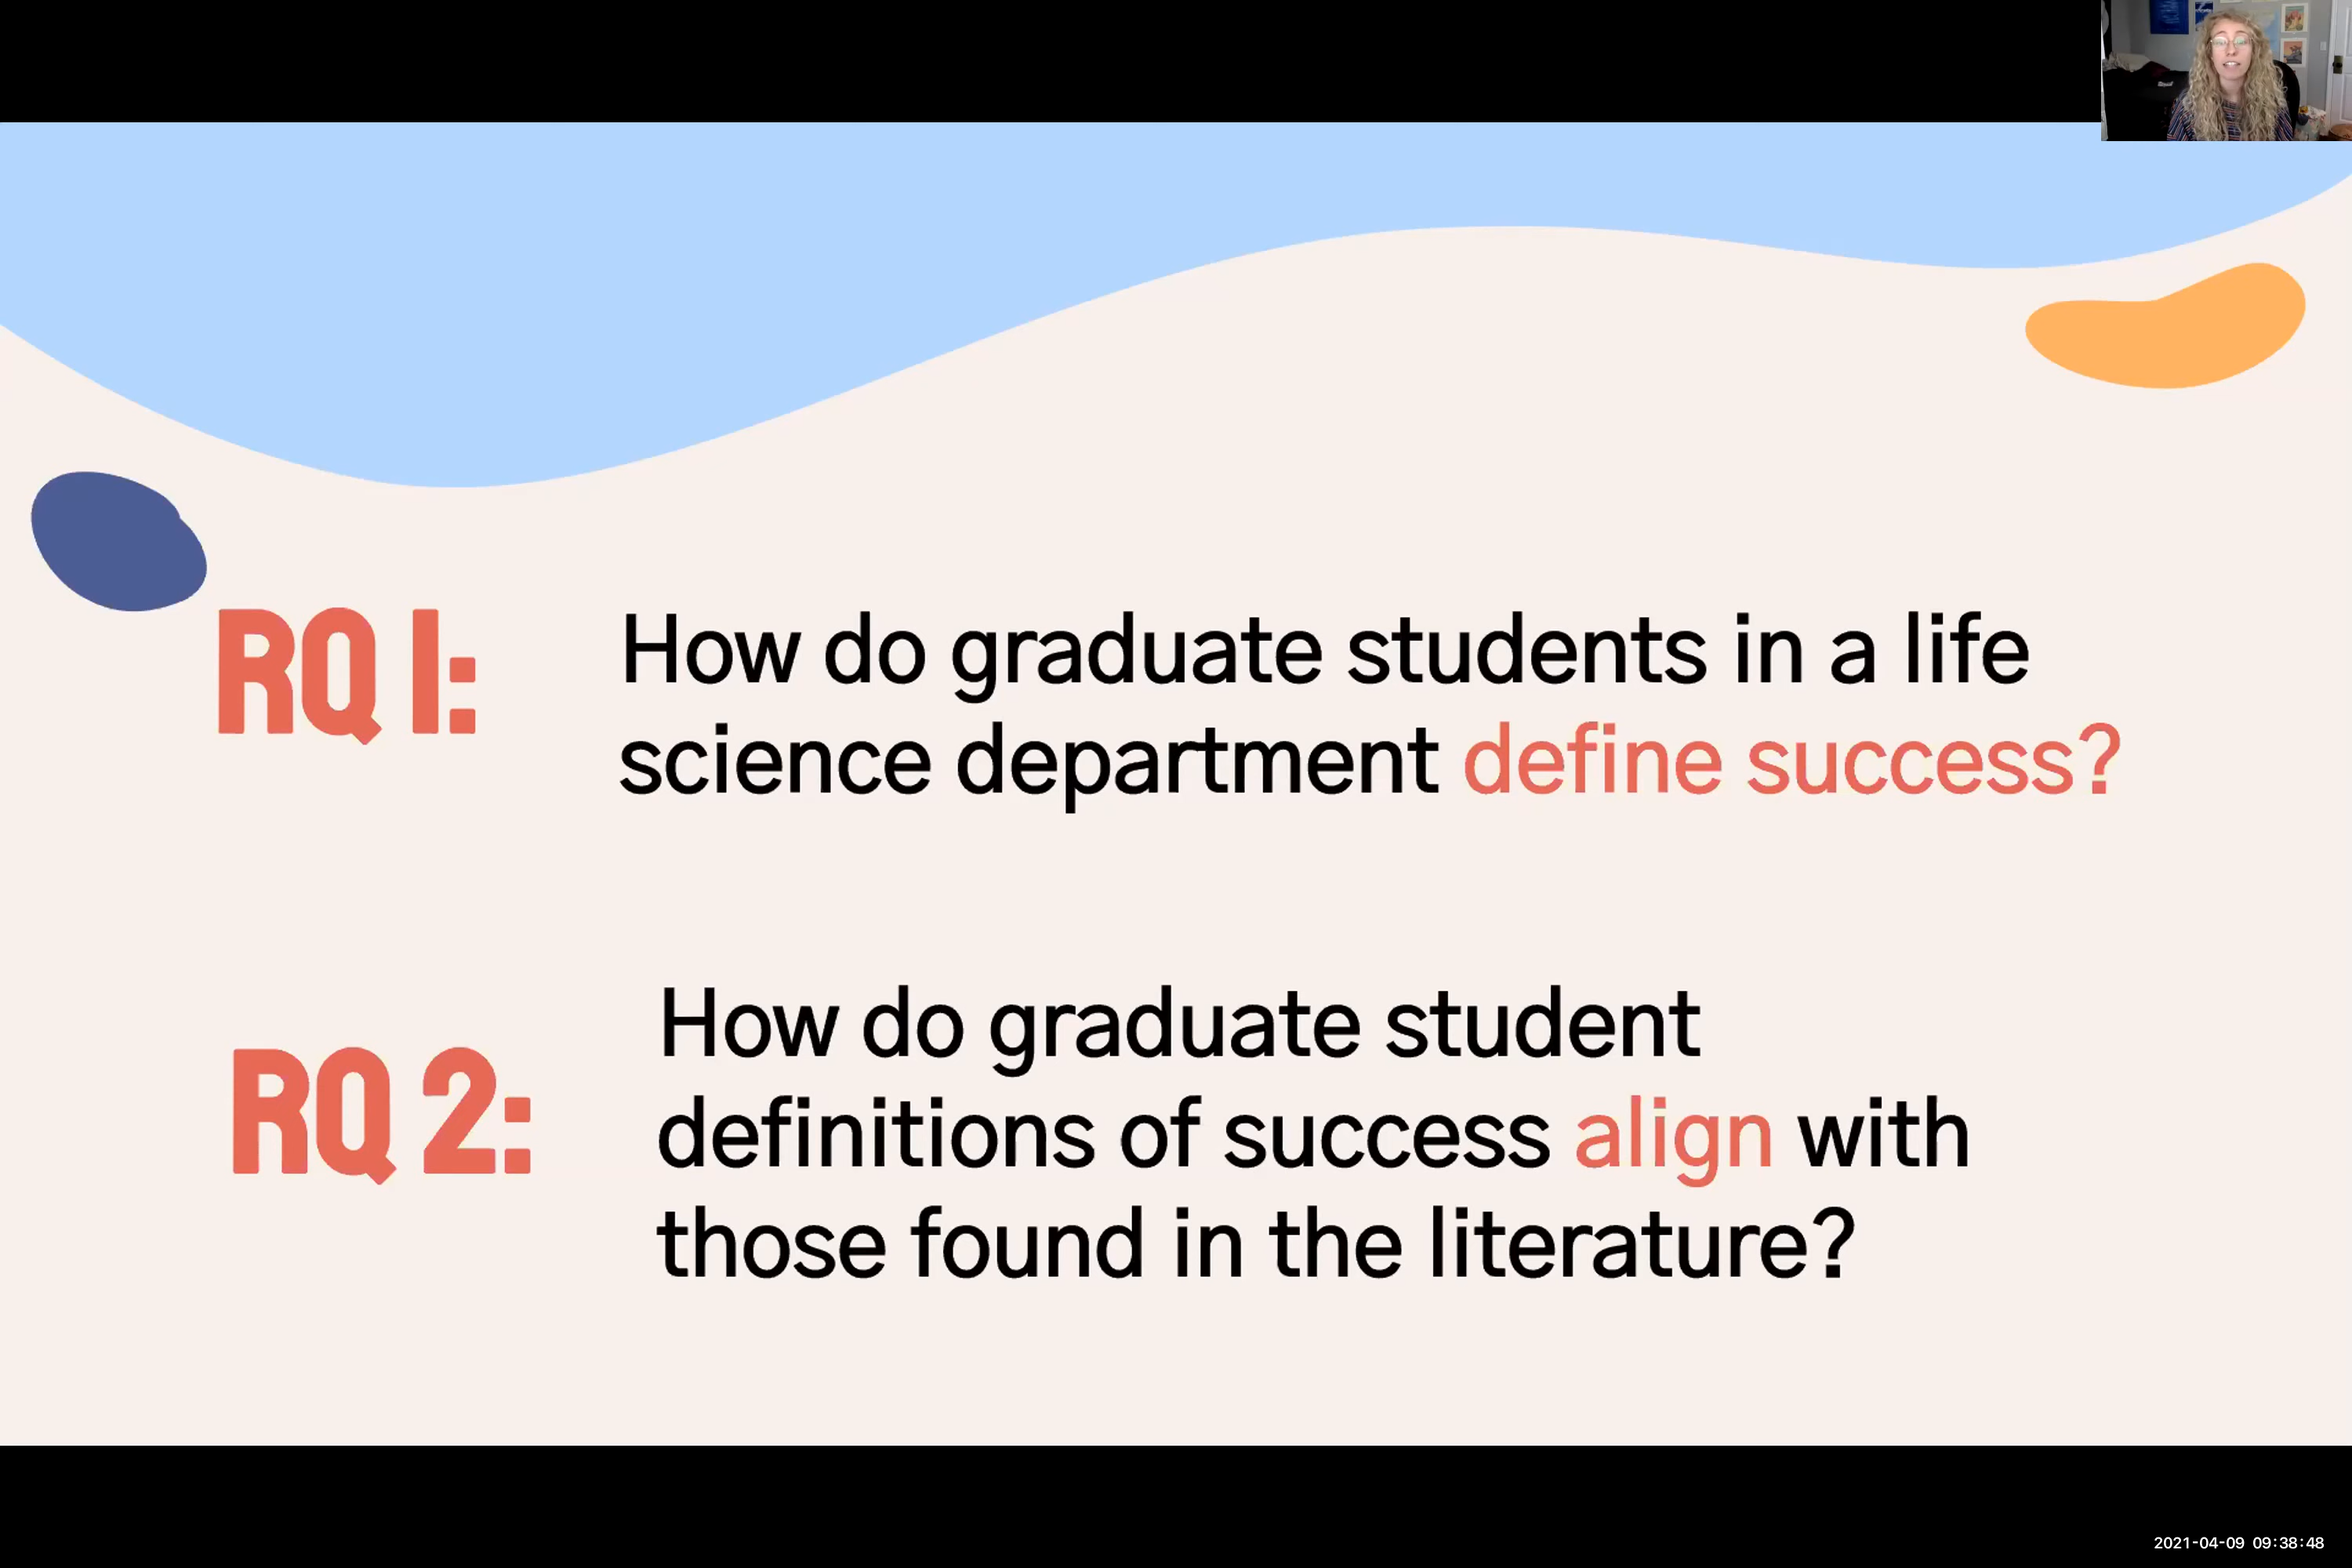 RQ 1:
How do graduate students in a life
science department define success?
RQ 2:
How do graduate student
definitions of success align with
those found in the literature?
2021-04-09 09:38:48